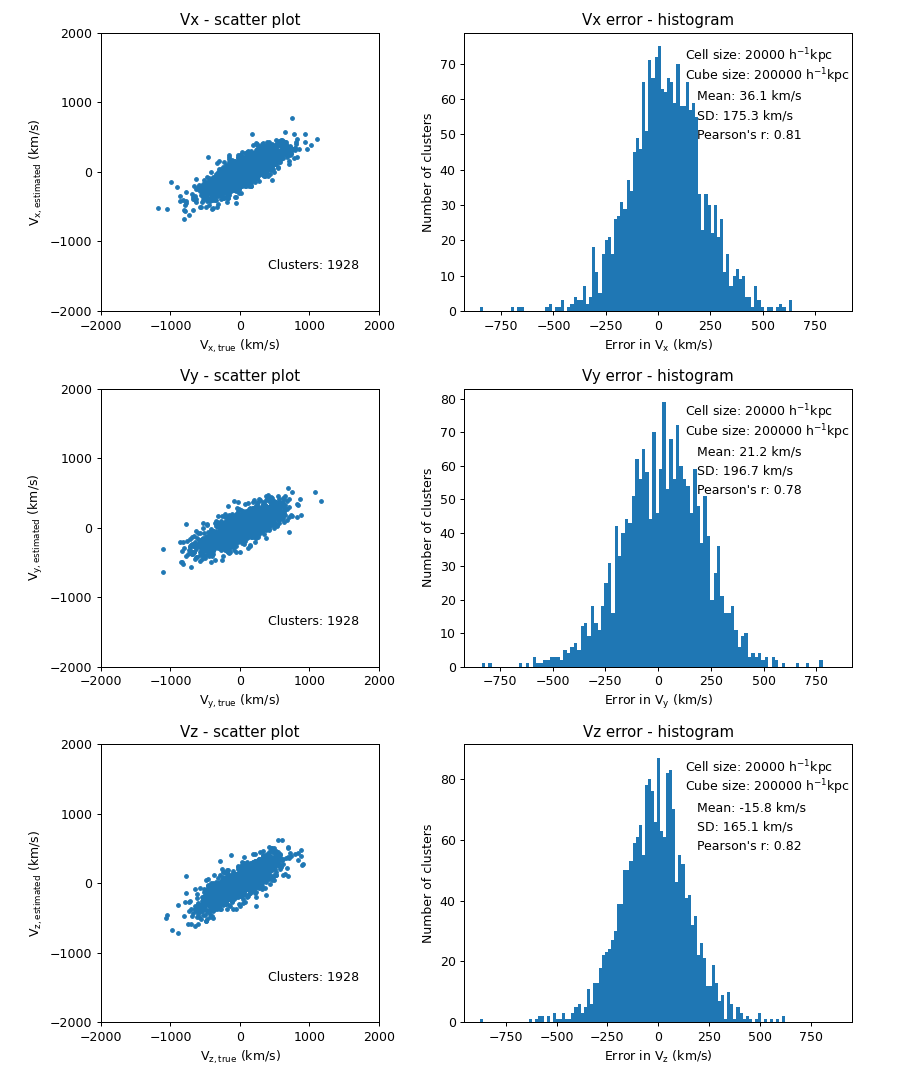 Vx - scatter plot
2000
1000
0
−1000
−2000
V_x, estimated (km/s)
−2000 −1000 0 1000 2000
V_x, true (km/s)
Clusters: 1928
Vx error - histogram
70
60
50
40
30
20
10
0
Number of clusters
Cell size: 20000 h⁻¹kpc
Cube size: 200000 h⁻¹kpc
Mean: 36.1 km/s
SD: 175.3 km/s
Pearson's r: 0.81
−750 −500 −250 0 250 500 750
Error in V_x (km/s)
Vy - scatter plot
2000
1000
0
−1000
−2000
V_y, estimated (km/s)
−2000 −1000 0 1000 2000
V_y, true (km/s)
Clusters: 1928
Vy error - histogram
80
70
60
50
40
30
20
10
0
Number of clusters
Cell size: 20000 h⁻¹kpc
Cube size: 200000 h⁻¹kpc
Mean: 21.2 km/s
SD: 196.7 km/s
Pearson's r: 0.78
−750 −500 −250 0 250 500 750
Error in V_y (km/s)
Vz - scatter plot
2000
1000
0
−1000
−2000
V_z, estimated (km/s)
−2000 −1000 0 1000 2000
V_z, true (km/s)
Clusters: 1928
Vz error - histogram
80
60
40
20
0
Number of clusters
Cell size: 20000 h⁻¹kpc
Cube size: 200000 h⁻¹kpc
Mean: -15.8 km/s
SD: 165.1 km/s
Pearson's r: 0.82
−750 −500 −250 0 250 500 750
Error in V_z (km/s)